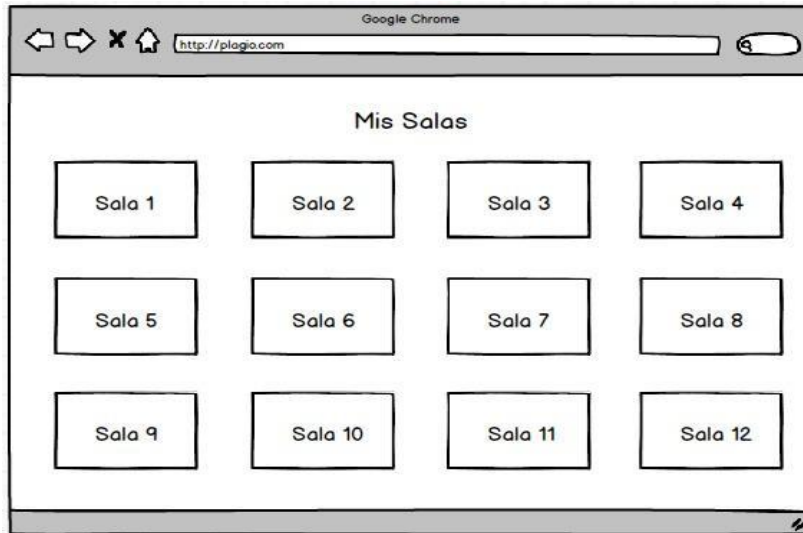 Google Chrome
http://plagio.com
Mis Salas
Sala 1 Sala 2 Sala 3 Sala 4
Sala 5 Sala 6 Sala 7 Sala 8
Sala 9 Sala 10 Sala 11 Sala 12